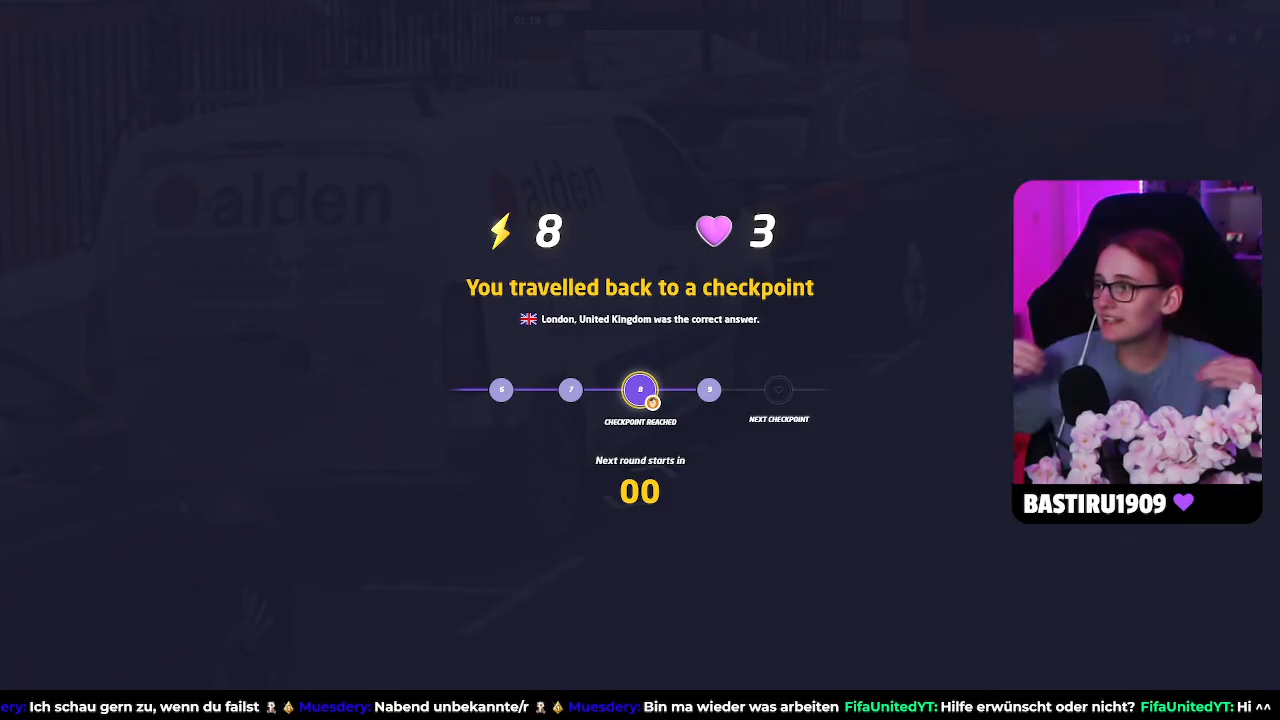 01:10
alden
alden
8
3
You travelled back to a checkpoint
London, United Kingdom was the correct answer.
6
7
8
9
CHECKPOINT REACHED
NEXT CHECKPOINT
Next round starts in
00
BASTIRU1909
ery: Ich schau gern zu, wenn du failst Muesdery: Nabend unbekannte/r Muesdery: Bin ma wieder was arbeiten FifaUnitedYT: Hilfe erwünscht oder nicht? FifaUnitedYT: Hi ^^